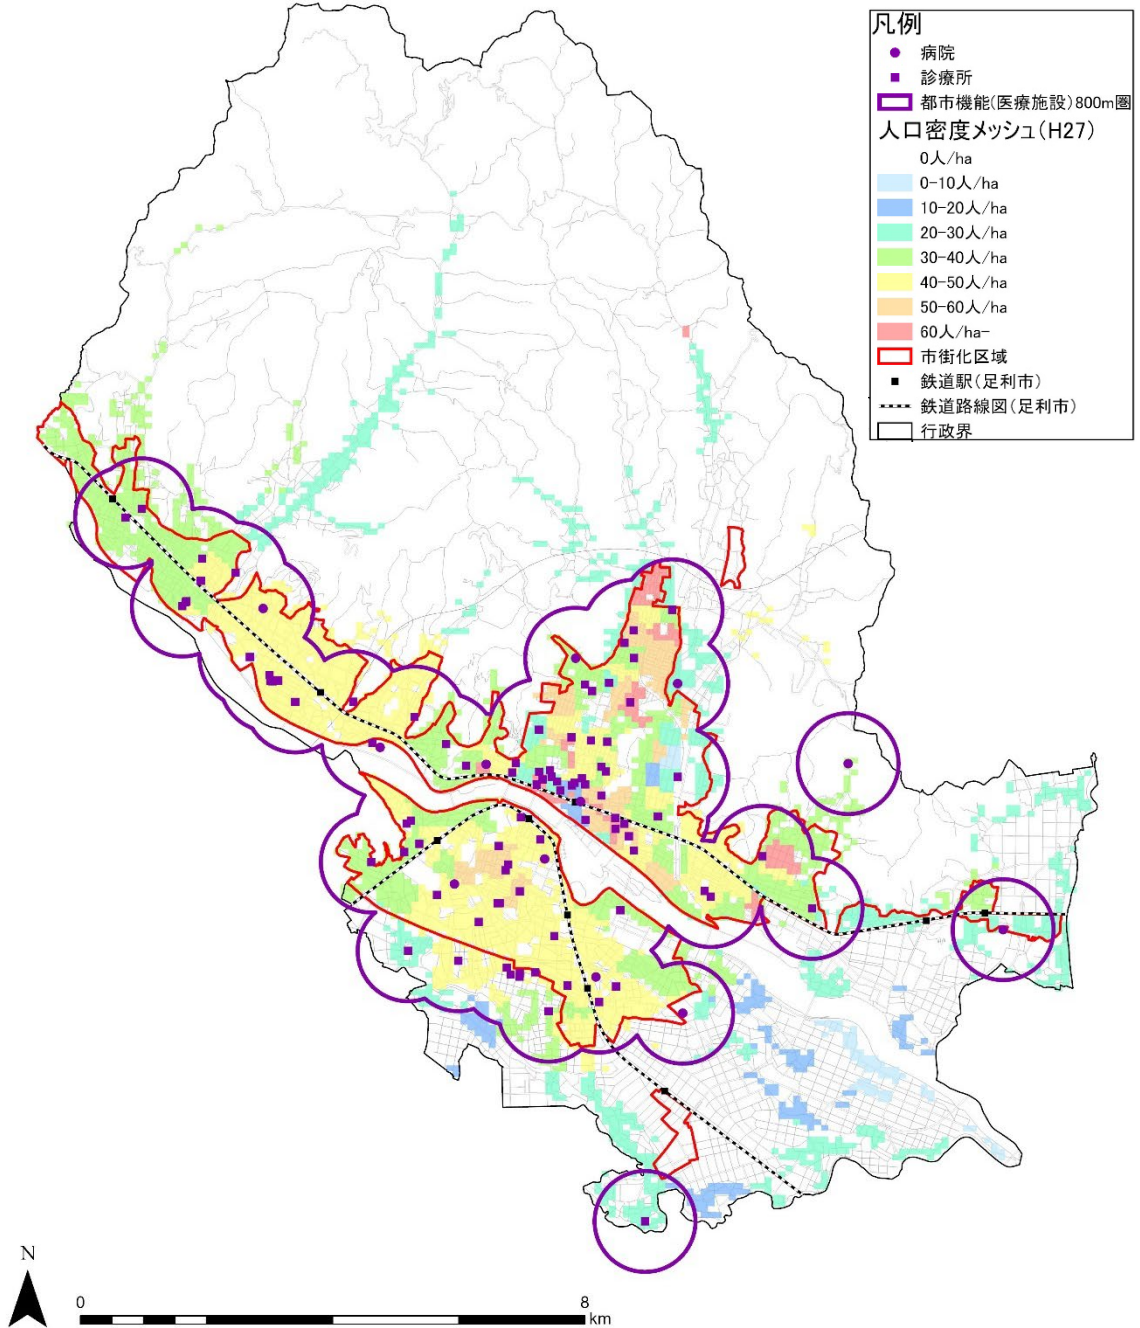 凡例
病院
診療所
都市機能(医療施設)800m圏
人口密度メッシュ(H27)
0人/ha
0-10人/ha
10-20人/ha
20-30人/ha
30-40人/ha
40-50人/ha
50-60人/ha
60人/ha-
市街化区域
鉄道駅(足利市)
鉄道路線図(足利市)
行政界
N
0 8
km